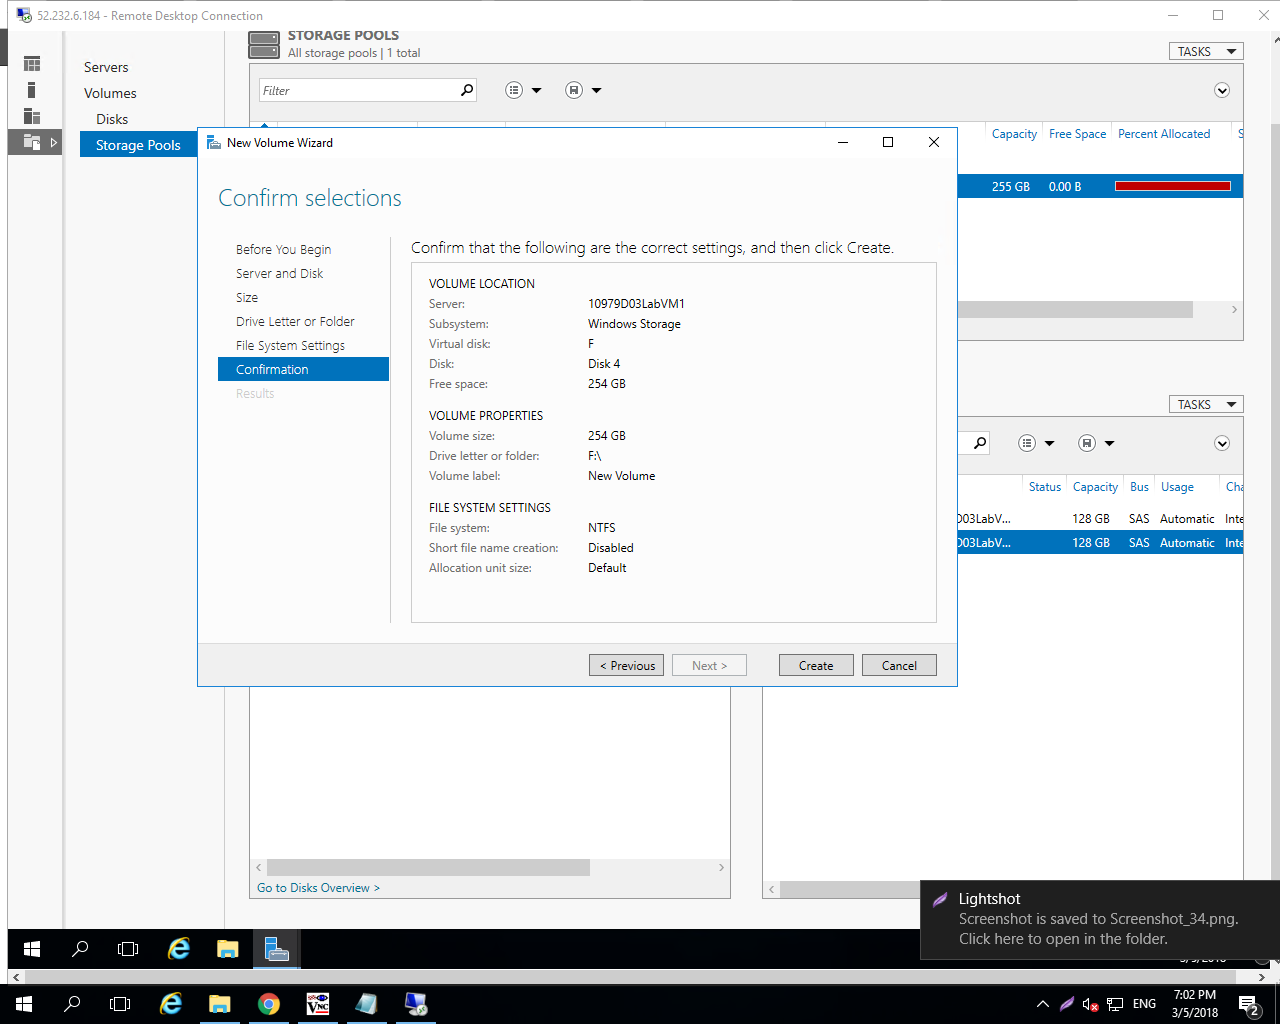 52.232.6.184 - Remote Desktop Connection
STORAGE POOLS
All storage pools | 1 total
TASKS
Servers
Volumes
Disks
Storage Pools
Filter
Capacity Free Space Percent Allocated S
255 GB 0.00 B
New Volume Wizard
Confirm selections
Before You Begin
Server and Disk
Size
Drive Letter or Folder
File System Settings
Confirmation
Results
Confirm that the following are the correct settings, and then click Create.
VOLUME LOCATION
Server: 10979D03LabVM1
Subsystem: Windows Storage
Virtual disk: F
Disk: Disk 4
Free space: 254 GB
VOLUME PROPERTIES
Volume size: 254 GB
Drive letter or folder: F:\
Volume label: New Volume
FILE SYSTEM SETTINGS
File system: NTFS
Short file name creation: Disabled
Allocation unit size: Default
< Previous Next > Create Cancel
TASKS
Status Capacity Bus Usage Cha
D03LabV... 128 GB SAS Automatic Inte
D03LabV... 128 GB SAS Automatic Inte
Go to Disks Overview >
Lightshot
Screenshot is saved to Screenshot_34.png.
Click here to open in the folder.
VNC
ENG
7:02 PM
3/5/2018
2